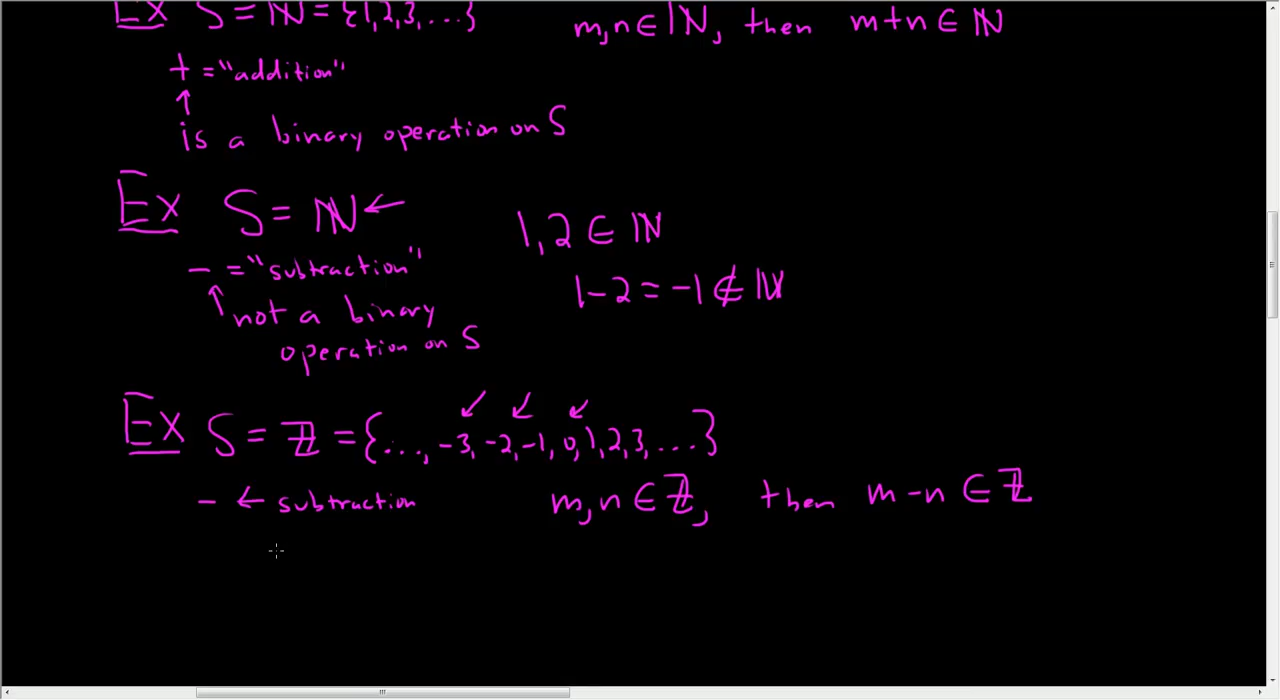 Ex S = ℕ = {1,2,3,...} m,n ∈ ℕ, then m+n ∈ ℕ
+ = "addition"
↑
is a binary operation on S
Ex S = ℕ ←
1,2 ∈ ℕ
- = "subtraction"
1-2 = -1 ∉ ℕ
↑ not a binary
operation on S
Ex S = ℤ = {..., -3, -2, -1, 0, 1, 2, 3, ...}
- ← subtraction m,n ∈ ℤ, then m-n ∈ ℤ